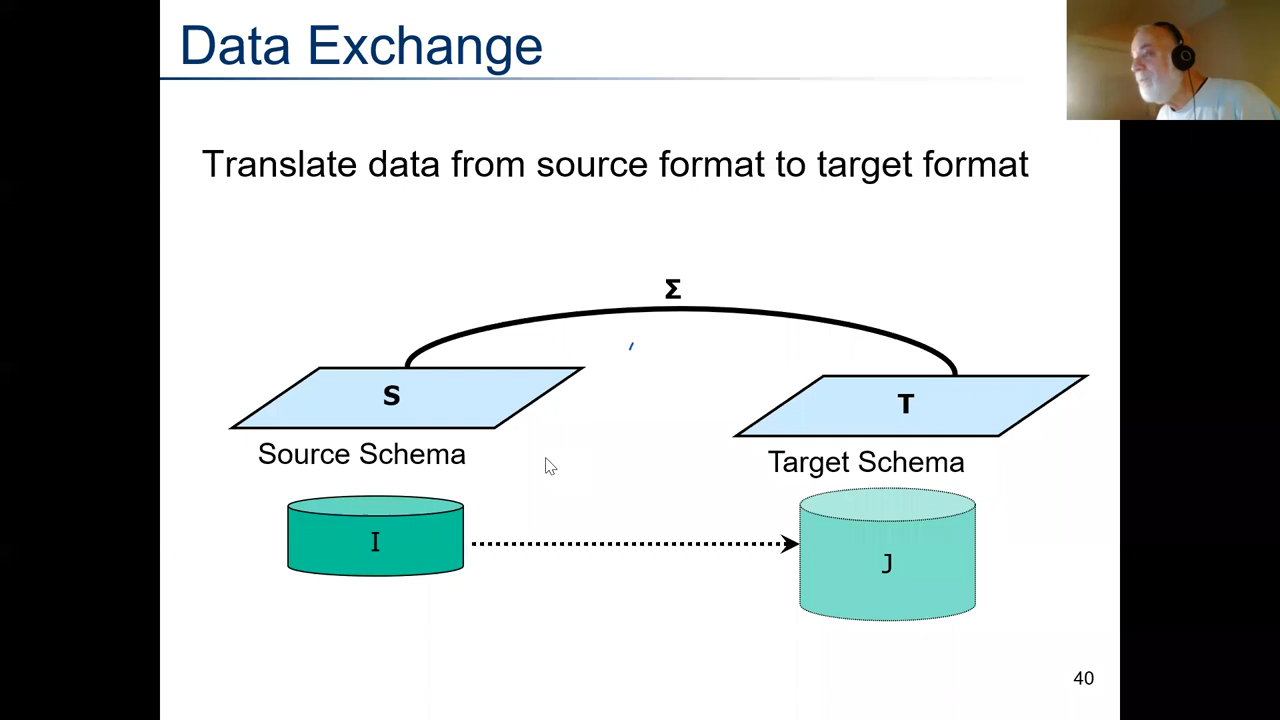 Data Exchange
Translate data from source format to target format
Σ
S
T
Source Schema
Target Schema
I
J
40